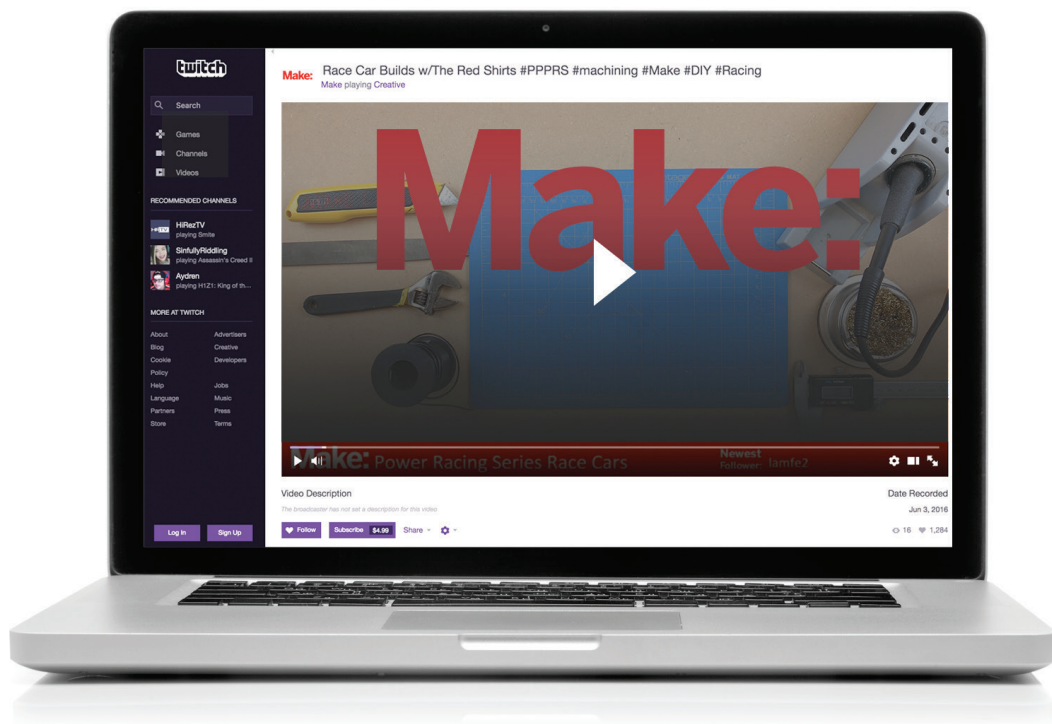 twitch
Search
Games
Channels
Videos
RECOMMENDED CHANNELS
HiRezTV
playing Smite
SinfullyRiddling
playing Assassin's Creed II
Aydren
playing H1Z1: King of th...
MORE AT TWITCH
About Advertisers
Blog Creative
Cookie Developers
Policy
Help Jobs
Language Music
Partners Press
Store Terms
Log In Sign Up
Make: Race Car Builds w/The Red Shirts #PPPRS #machining #Make #DIY #Racing
Make playing Creative
Make:
Make: Power Racing Series Race Cars
Newest
Follower: lamfe2
Video Description
Date Recorded
The broadcaster has not set a description for this video
Jun 3, 2016
Follow Subscribe $4.99 Share
16 1,284